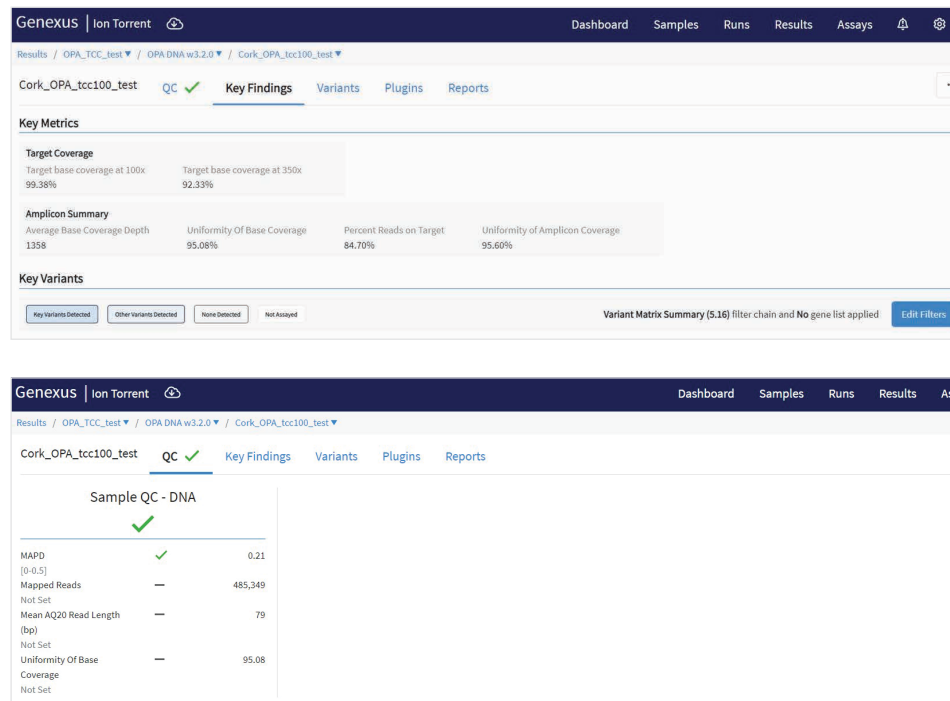 Genexus | Ion Torrent Dashboard Samples Runs Results Assays
Results / OPA_TCC_test ▼ / OPA DNA w3.2.0 ▼ / Cork_OPA_tcc100_test ▼
Cork_OPA_tcc100_test QC Key Findings Variants Plugins Reports
Key Metrics
Target Coverage
Target base coverage at 100x Target base coverage at 350x
99.38% 92.33%
Amplicon Summary
Average Base Coverage Depth Uniformity Of Base Coverage Percent Reads on Target Uniformity of Amplicon Coverage
1358 95.08% 84.70% 95.60%
Key Variants
Key Variants Detected Other Variants Detected None Detected Not Assayed Variant Matrix Summary (5.16) filter chain and No gene list applied Edit Filters
Genexus | Ion Torrent Dashboard Samples Runs Results As
Results / OPA_TCC_test ▼ / OPA DNA w3.2.0 ▼ / Cork_OPA_tcc100_test ▼
Cork_OPA_tcc100_test QC Key Findings Variants Plugins Reports
Sample QC - DNA
MAPD 0.21
[0-0.5]
Mapped Reads — 485,349
Not Set
Mean AQ20 Read Length — 79
(bp)
Not Set
Uniformity Of Base — 95.08
Coverage
Not Set